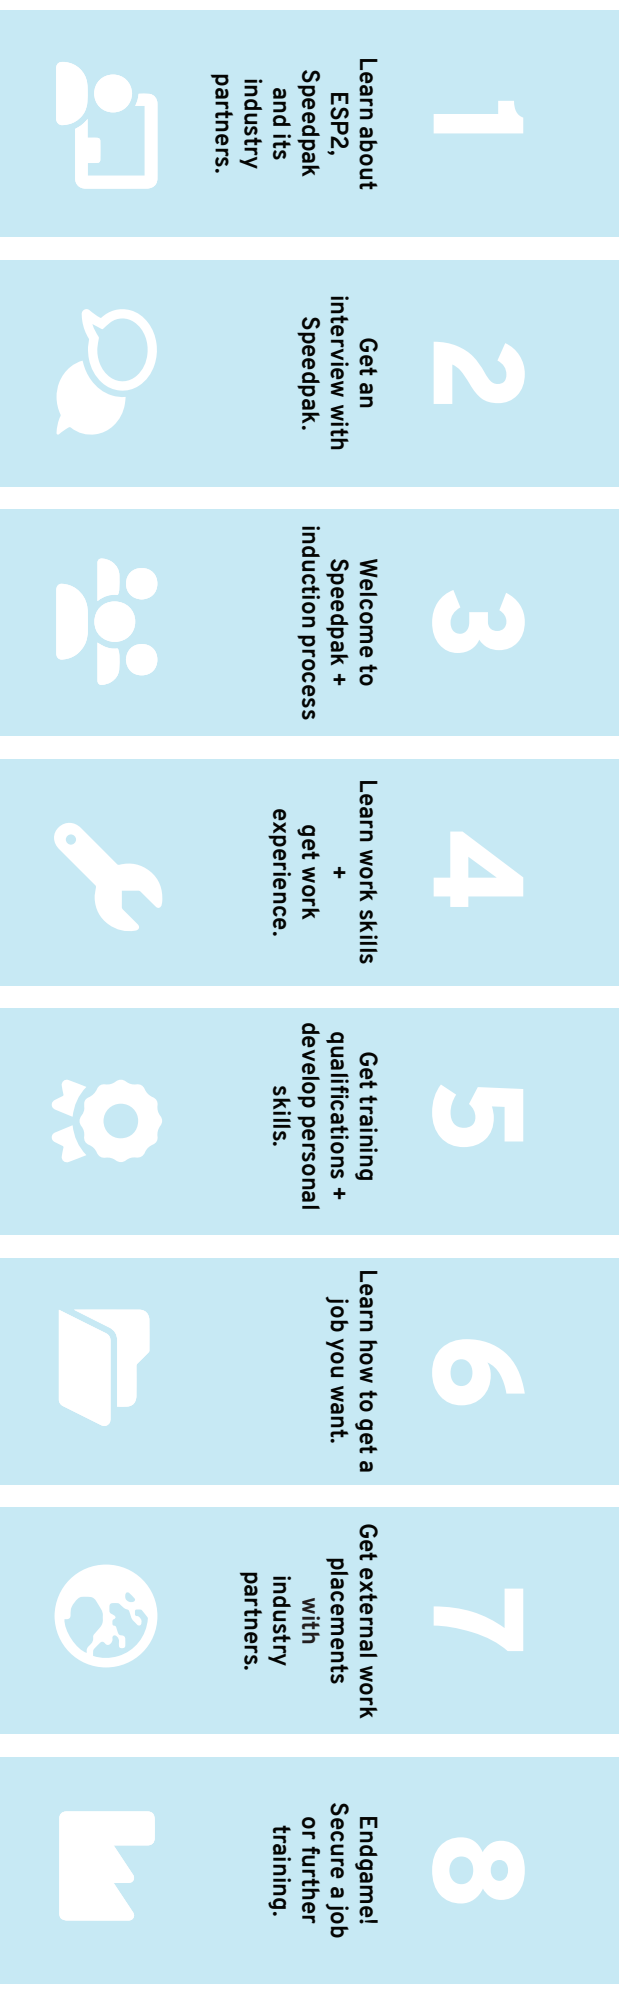 1
Learn about
ESP2,
Speedpak
and its
industry
partners.
2
Get an
interview with
Speedpak.
3
Welcome to
Speedpak +
induction process
4
Learn work skills
+
get work
experience.
5
Get training
qualifications +
develop personal
skills.
6
Learn how to get a
job you want.
7
Get external work
placements
with
industry
partners.
8
Endgame!
Secure a job
or further
training.